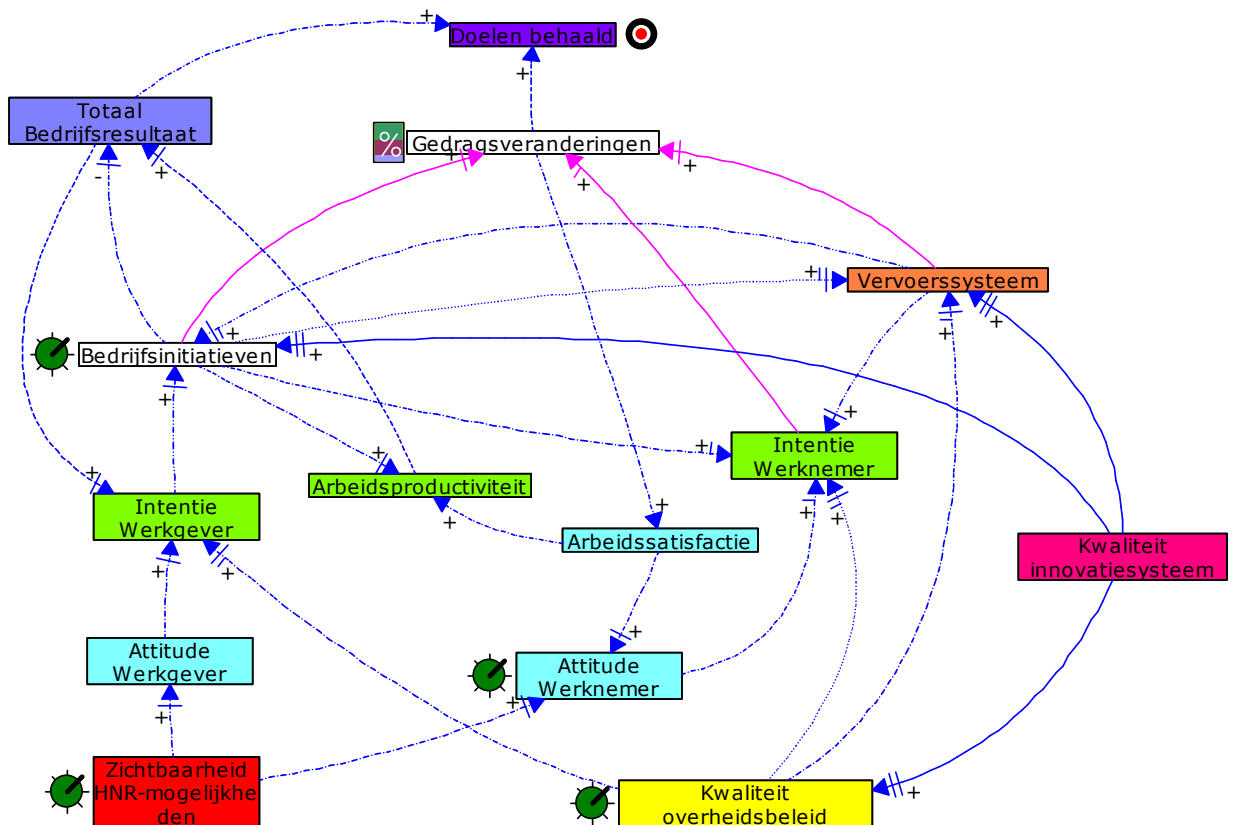 Doelen behaald
Totaal
Bedrijfsresultaat
%
Gedragsveranderingen
Vervoerssysteem
Bedrijfsinitiatieven
Intentie
Werknemer
Arbeidsproductiviteit
Intentie
Werkgever
Arbeidssatisfactie
Kwaliteit
innovatiesysteem
Attitude
Werkgever
Attitude
Werknemer
Zichtbaarheid
HNR-mogelijkhe
den
Kwaliteit
overheidsbeleid